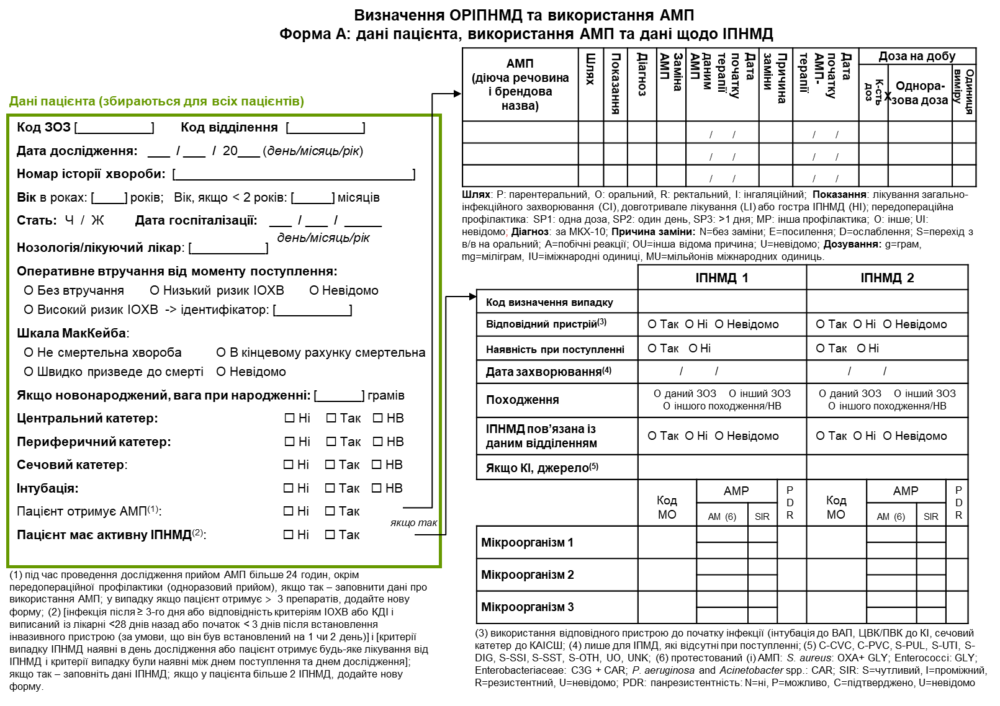 Визначення ОРІПНМД та використання АМП
Форма А: дані пацієнта, використання АМП та дані щодо ІПНМД
Дані пацієнта (збираються для всіх пацієнтів)
Код ЗОЗ [__________] Код відділення [__________]
Дата дослідження: ___ / ___ / 20___ (день/місяць/рік)
Номар історії хвороби: [________________________________]
Вік в роках: [____] років; Вік, якщо < 2 років: [_____] місяців
Стать: Ч / Ж Дата госпіталізації: ___ / ___ / _____
день/місяць/рік
Нозологія/лікуючий лікар: [__________]
Оперативне втручання від моменту поступлення:
O Без втручання O Низький ризик ІОХВ O Невідомо
O Високий ризик ІОХВ -> ідентифікатор: [__________]
Шкала МакКейба:
O Не смертельна хвороба O В кінцевому рахунку смертельна
O Швидко призведе до смерті O Невідомо
Якщо новонароджений, вага при народженні: [______] грамів
Центральний катетер: ☐ Ні ☐ Так ☐ НВ
Периферичний катетер: ☐ Ні ☐ Так ☐ НВ
Сечовий катетер: ☐ Ні ☐ Так ☐ НВ
Інтубація: ☐ Ні ☐ Так ☐ НВ
Пацієнт отримує АМП(1): ☐ Ні ☐ Так
якщо так
Пацієнт має активну ІПНМД(2): ☐ Ні ☐ Так
(1) під час проведення дослідження прийом АМП більше 24 годин, окрім
передопераційної профілактики (одноразовий прийом), якщо так – заповнити дані про
використання АМП; у випадку якщо пацієнт отримує > 3 препаратів, додайте нову
форму; (2) [інфекція після ≥ 3-го дня або відповідність критеріям ІОХВ або КДІ і
виписаний із лікарні <28 днів назад або початок < 3 днів після встановлення
інвазивного пристрою (за умови, що він був встановлений на 1 чи 2 день)] і [критерії
випадку ІПНМД наявні в день дослідження або пацієнт отримує будь-яке лікування від
ІПНМД і критерії випадку були наявні між днем поступлення та днем дослідження];
якщо так – заповніть дані ІПНМД; якщо у пацієнта більше 2 ІПНМД, додайте нову
форму.
АМП
(діюча речовина
і брендова
назва)
Шлях
Показання
Діагноз
Заміна
АМП
Дата
початку
терапії
даним
АМП
Причина
заміни
Дата
початку
АМП-
терапії
Доза на добу
К-сть
доз
X
Однора-
зова доза
Одиниця
виміру
/ / / /
/ / / /
/ / / /
Шлях: P: парентеральний, O: оральний, R: ректальний, I: інгаляційний; Показання: лікування загально-
інфекційного захворювання (CI), довготривале лікування (LI) або гостра ІПНМД (HI); передопераційна
профілактика: SP1: одна доза, SP2: один день, SP3: >1 дня; MP: інша профілактика; O: інше; UI:
невідомо; Діагноз: за МКХ-10; Причина заміни: N=без заміни; E=посилення; D=ослаблення; S=перехід з
в/в на оральний; A=побічні реакції; OU=інша відома причина; U=невідомо; Дозування: g=грам,
mg=міліграм, IU=іміжнародні одиниці, MU=мільйонів міжнародних одиниць.
ІПНМД 1 ІПНМД 2
Код визначення випадку
Відповідний пристрій(3) O Так O Ні O Невідомо O Так O Ні O Невідомо
Наявність при поступленні O Так O Ні O Так O Ні
Дата захворювання(4) / / / /
Походження
O даний ЗОЗ O інший ЗОЗ O даний ЗОЗ O інший ЗОЗ
O іншого походження/НВ O іншого походження/НВ
ІПНМД пов’язана із
даним відділенням
O Так O Ні O Невідомо O Так O Ні O Невідомо
Якщо КІ, джерело(5)
Код
МО
АМР
AM (6) SIR
P
D
R
Код
МО
АМР
AM (6) SIR
P
D
R
Мікроорганізм 1
Мікроорганізм 2
Мікроорганізм 3
(3) використання відповідного пристрою до початку інфекції (інтубація до ВАП, ЦВК/ПВК до КІ, сечовий
катетер до КАІСШ; (4) лише для ІПМД, які відсутні при поступленні; (5) C-CVC, C-PVC, S-PUL, S-UTI, S-
DIG, S-SSI, S-SST, S-OTH, UO, UNK; (6) протестований (і) АМП: S. aureus: OXA+ GLY; Enterococci: GLY;
Enterobacteriaceae: C3G + CAR; P. aeruginosa and Acinetobacter spp.: CAR; SIR: S=чутливий, I=проміжний,
R=резистентний, U=невідомо; PDR: панрезистентність: N=ні, P=можливо, C=підтверджено, U=невідомо